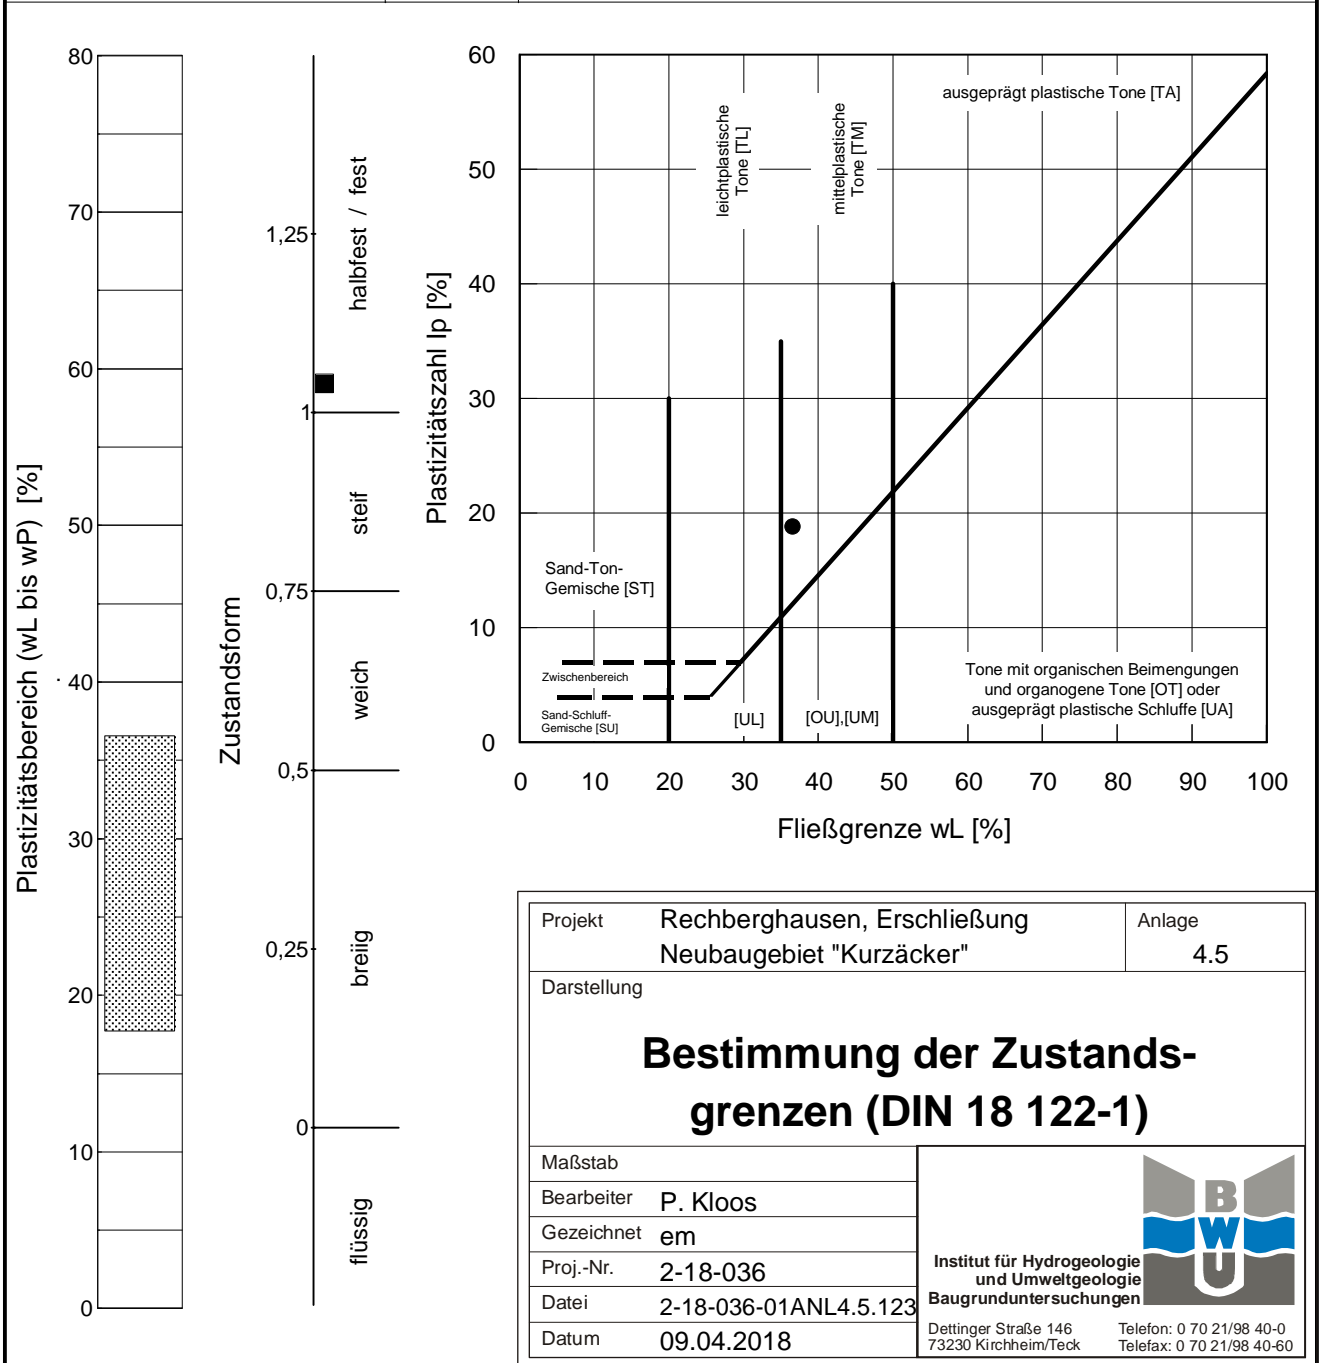 Plastizitätsbereich (wL bis wP) [%]
80
70
60
50
40
30
20
10
0
Zustandsform
1,25
1
0,75
0,5
0,25
0
halbfest / fest
steif
weich
breiig
flüssig
Plastizitätszahl Ip [%]
60
50
40
30
20
10
0
leichtplastische
Tone [TL]
mittelplastische
Tone [TM]
ausgeprägt plastische Tone [TA]
Sand-Ton-
Gemische [ST]
Zwischenbereich
Sand-Schluff-
Gemische [SU]
[UL]
[OU],[UM]
Tone mit organischen Beimengungen
und organogene Tone [OT] oder
ausgeprägt plastische Schluffe [UA]
0 10 20 30 40 50 60 70 80 90 100
Fließgrenze wL [%]
Projekt Rechberghausen, Erschließung
Neubaugebiet "Kurzäcker"
Anlage
4.5
Darstellung
Bestimmung der Zustands-
grenzen (DIN 18 122-1)
Maßstab
Bearbeiter P. Kloos
Gezeichnet em
Proj.-Nr. 2-18-036
Datei 2-18-036-01ANL4.5.123
Datum 09.04.2018
BWU
Institut für Hydrogeologie
und Umweltgeologie
Baugrunduntersuchungen
Dettinger Straße 146 Telefon: 0 70 21/98 40-0
73230 Kirchheim/Teck Telefax: 0 70 21/98 40-60